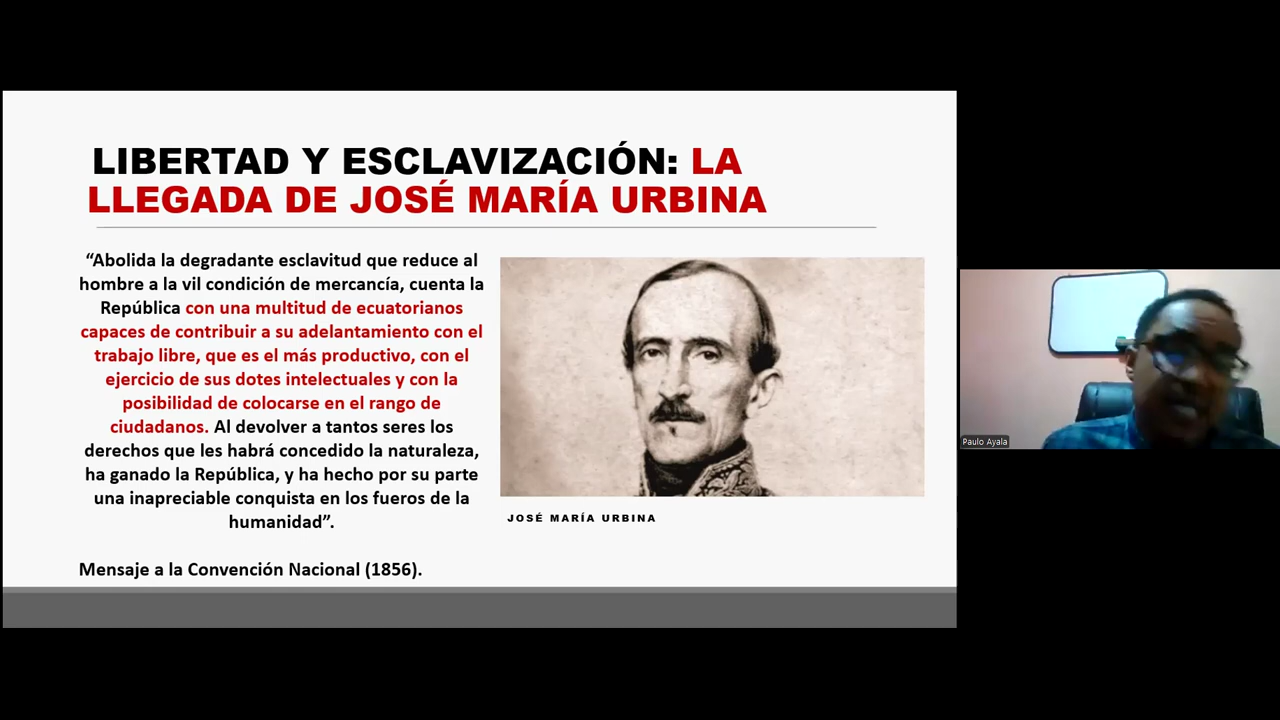 LIBERTAD Y ESCLAVIZACIÓN: LA
LLEGADA DE JOSÉ MARÍA URBINA
“Abolida la degradante esclavitud que reduce al
hombre a la vil condición de mercancía, cuenta la
República con una multitud de ecuatorianos
capaces de contribuir a su adelantamiento con el
trabajo libre, que es el más productivo, con el
ejercicio de sus dotes intelectuales y con la
posibilidad de colocarse en el rango de
ciudadanos. Al devolver a tantos seres los
derechos que les habrá concedido la naturaleza,
ha ganado la República, y ha hecho por su parte
una inapreciable conquista en los fueros de la
humanidad”.
Mensaje a la Convención Nacional (1856).
JOSÉ MARÍA URBINA
Paulo Ayala